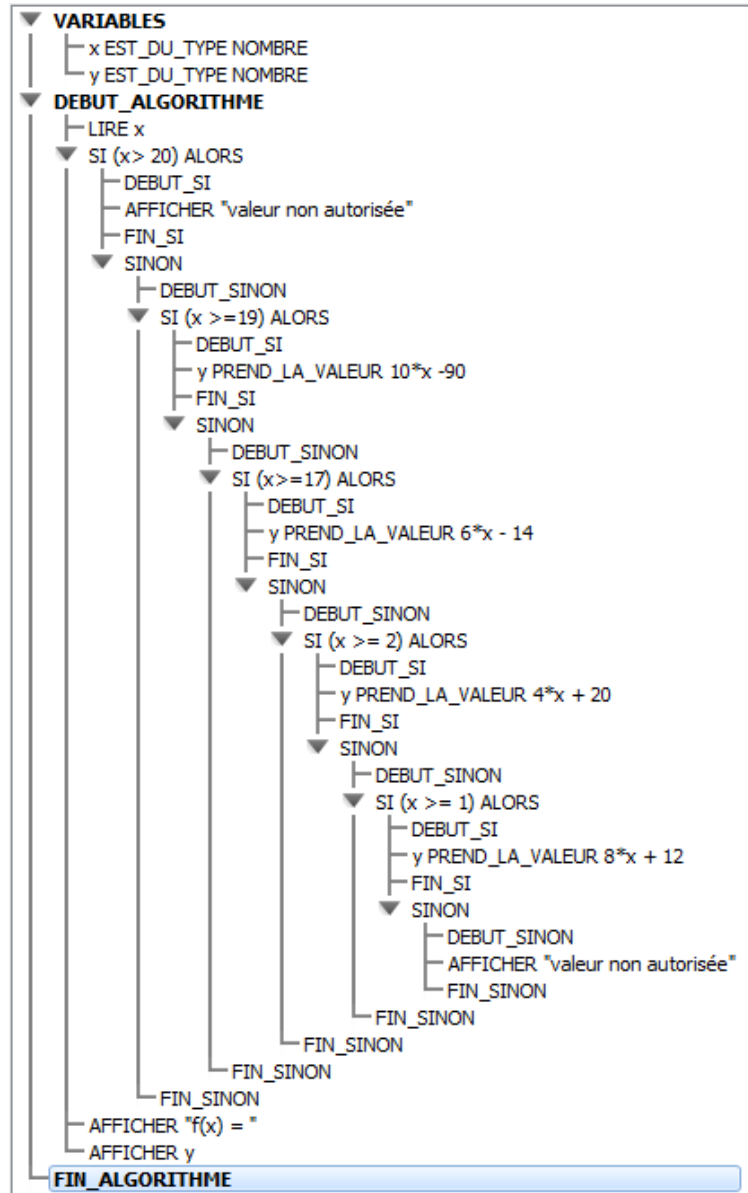 VARIABLES
x EST_DU_TYPE NOMBRE
y EST_DU_TYPE NOMBRE
DEBUT_ALGORITHME
LIRE x
SI (x> 20) ALORS
DEBUT_SI
AFFICHER "valeur non autorisée"
FIN_SI
SINON
DEBUT_SINON
SI (x >=19) ALORS
DEBUT_SI
y PREND_LA_VALEUR 10*x -90
FIN_SI
SINON
DEBUT_SINON
SI (x>=17) ALORS
DEBUT_SI
y PREND_LA_VALEUR 6*x - 14
FIN_SI
SINON
DEBUT_SINON
SI (x >= 2) ALORS
DEBUT_SI
y PREND_LA_VALEUR 4*x + 20
FIN_SI
SINON
DEBUT_SINON
SI (x >= 1) ALORS
DEBUT_SI
y PREND_LA_VALEUR 8*x + 12
FIN_SI
SINON
DEBUT_SINON
AFFICHER "valeur non autorisée"
FIN_SINON
FIN_SINON
FIN_SINON
FIN_SINON
FIN_SINON
AFFICHER "f(x) = "
AFFICHER y
FIN_ALGORITHME